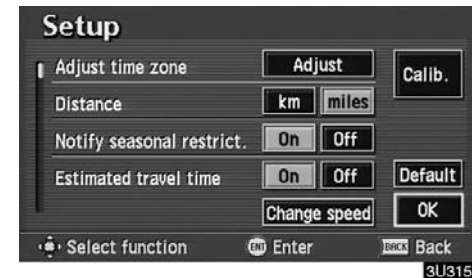 Setup
Adjust time zone Adjust Calib.
Distance km miles
Notify seasonal restrict. On Off
Estimated travel time On Off Default
Change speed OK
Select function ENT Enter BACK Back
3U315